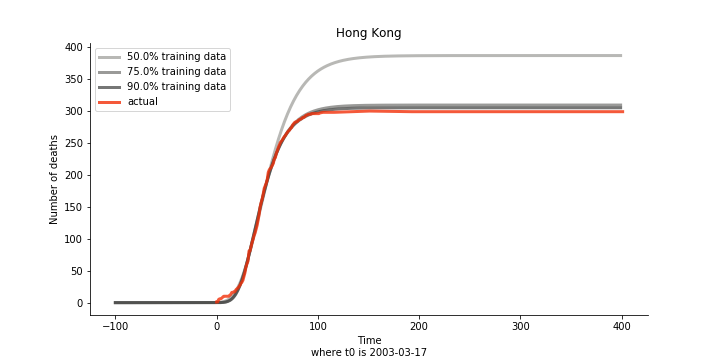 Hong Kong
50.0% training data
75.0% training data
90.0% training data
actual
Number of deaths
400
350
300
250
200
150
100
50
0
−100
0
100
200
300
400
Time
where t0 is 2003-03-17